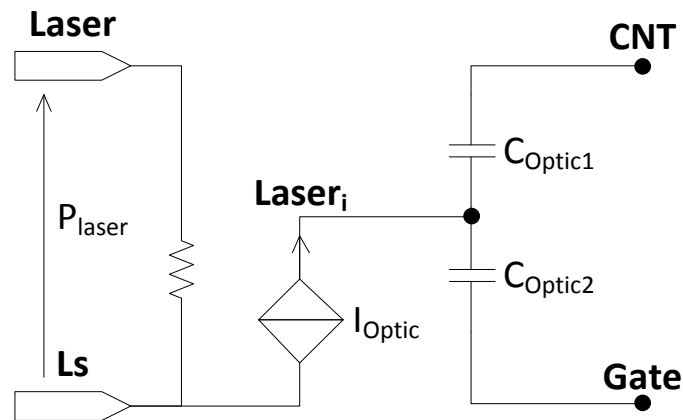 Laser
CNT
C_Optic1
Laser_i
P_laser
C_Optic2
I_Optic
Ls
Gate